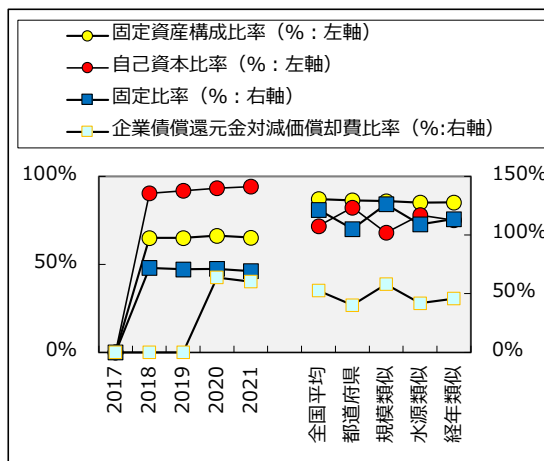 固定資産構成比率（%：左軸）
自己資本比率（%：左軸）
固定比率（%：右軸）
企業債償還元金対減価償却費比率（%:右軸）
100%
50%
0%
150%
100%
50%
0%
2017
2018
2019
2020
2021
全国平均
都道府県
規模類似
水源類似
経年類似